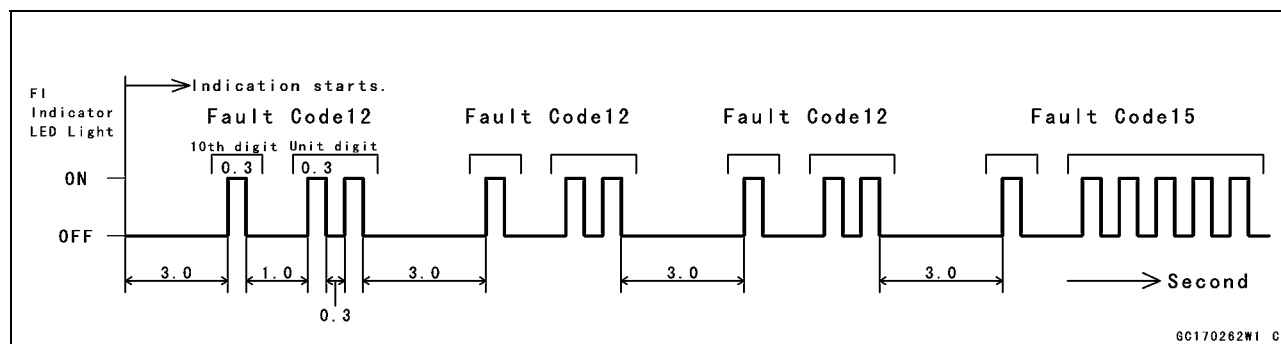 Indication starts.
FI
Indicator
LED Light
Fault Code12
Fault Code12
Fault Code12
Fault Code15
10th digit
Unit digit
0.3
0.3
ON
OFF
3.0
1.0
0.3
3.0
3.0
3.0
Second
GC170262W1 C